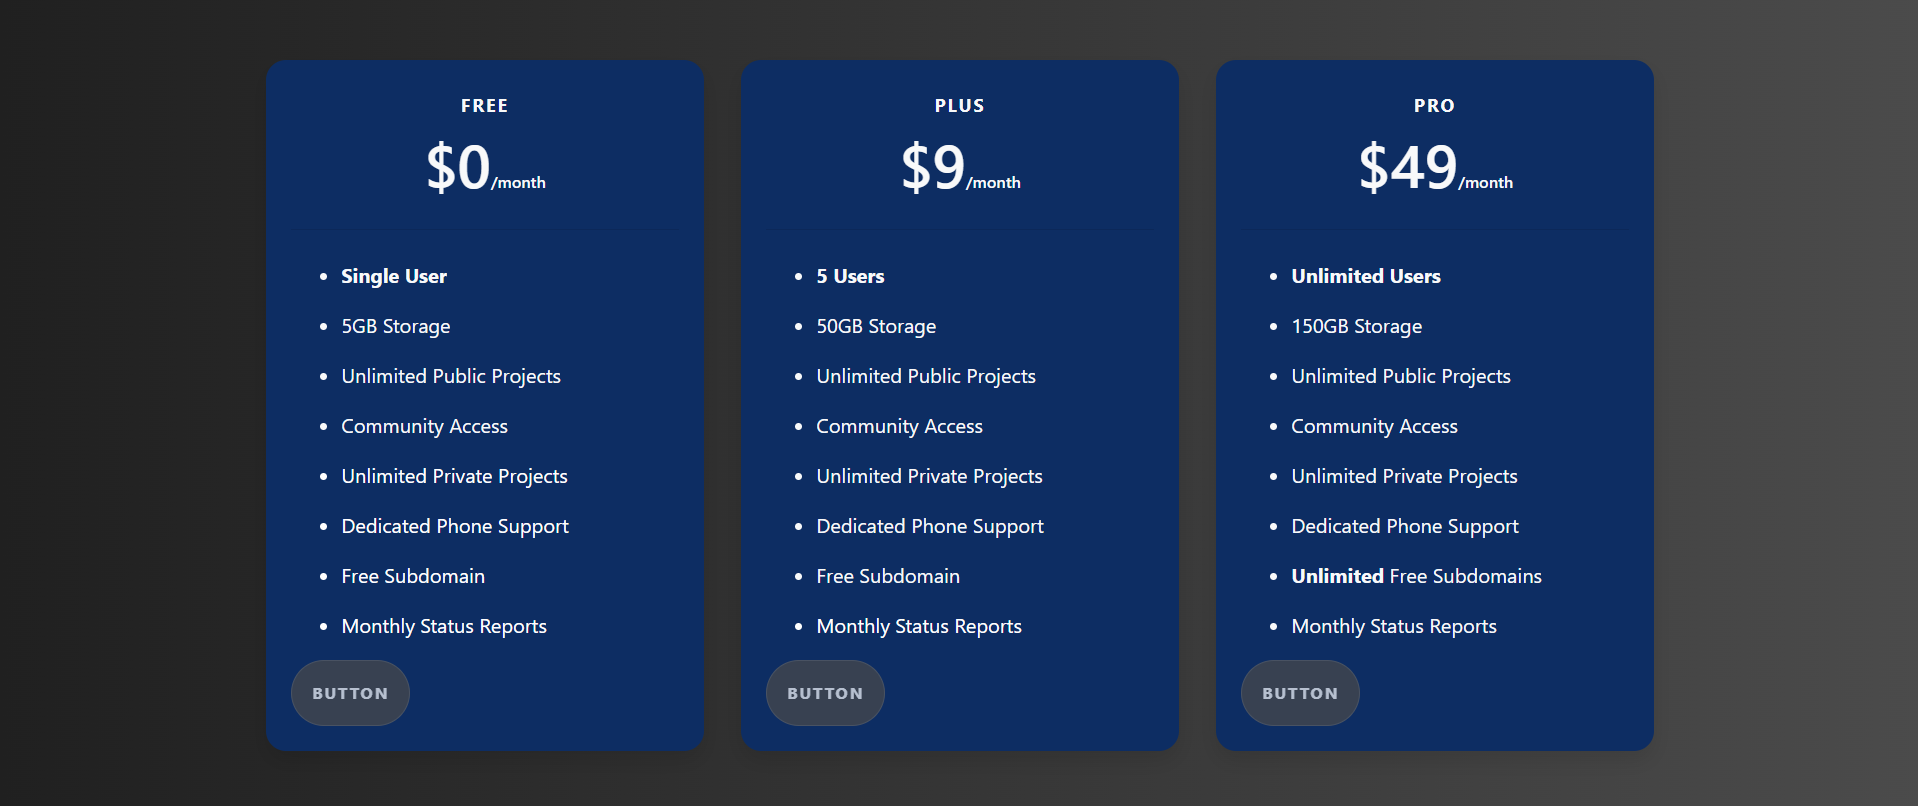 FREE
$0/month
Single User
5GB Storage
Unlimited Public Projects
Community Access
Unlimited Private Projects
Dedicated Phone Support
Free Subdomain
Monthly Status Reports
BUTTON
PLUS
$9/month
5 Users
50GB Storage
Unlimited Public Projects
Community Access
Unlimited Private Projects
Dedicated Phone Support
Free Subdomain
Monthly Status Reports
BUTTON
PRO
$49/month
Unlimited Users
150GB Storage
Unlimited Public Projects
Community Access
Unlimited Private Projects
Dedicated Phone Support
Unlimited Free Subdomains
Monthly Status Reports
BUTTON